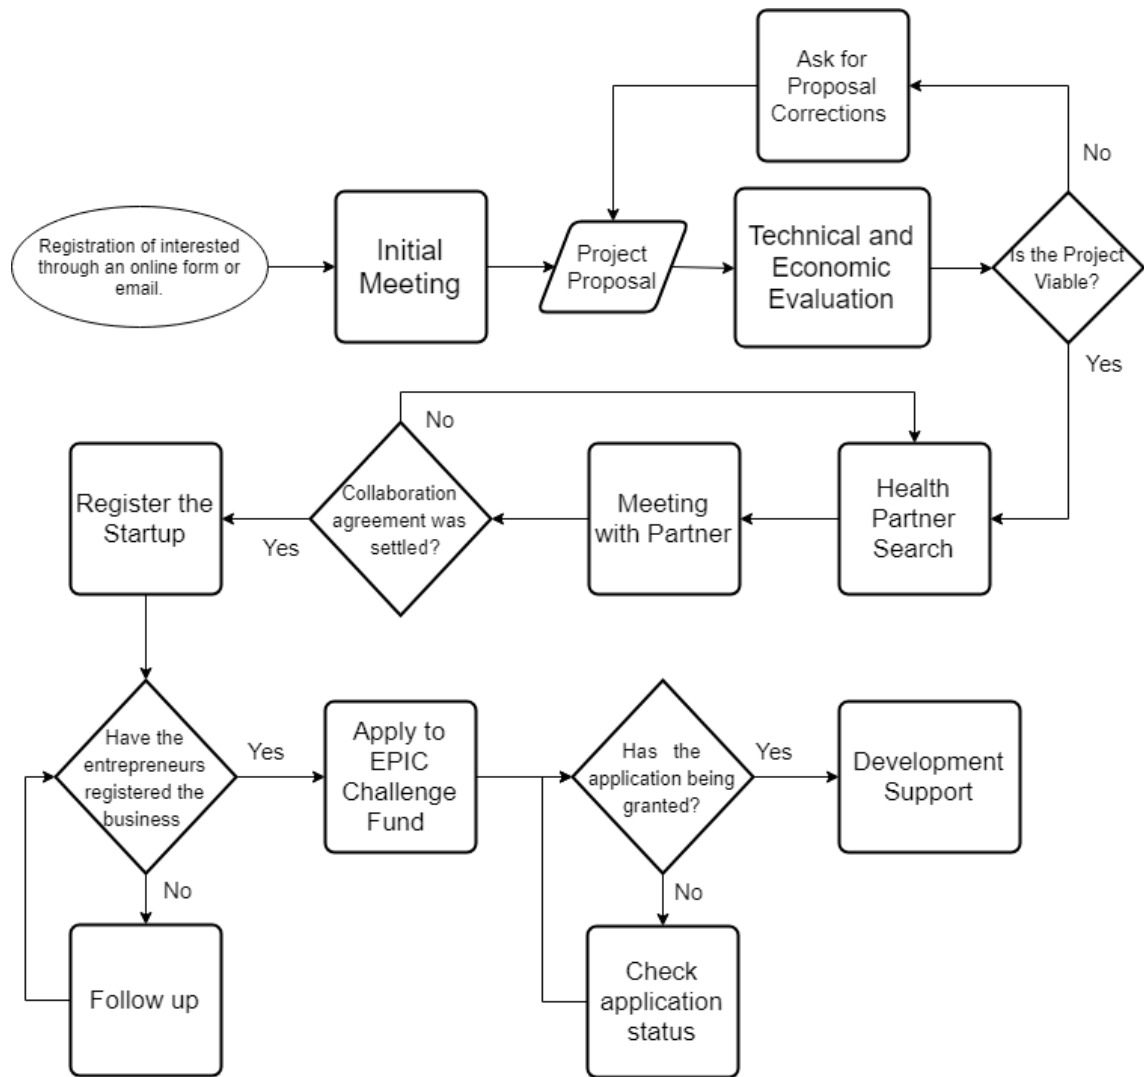 Ask for
Proposal
Corrections
No
Registration of interested
through an online form or
email.
Initial
Meeting
Project
Proposal
Technical and
Economic
Evaluation
Is the Project
Viable?
Yes
No
Register the
Startup
Yes
Collaboration
agreement was
settled?
Meeting
with Partner
Health
Partner
Search
Have the
entrepreneurs
registered the
business
Yes
Apply to
EPIC
Challenge
Fund
Has the
application being
granted?
Yes
Development
Support
No
Follow up
No
Check
application
status